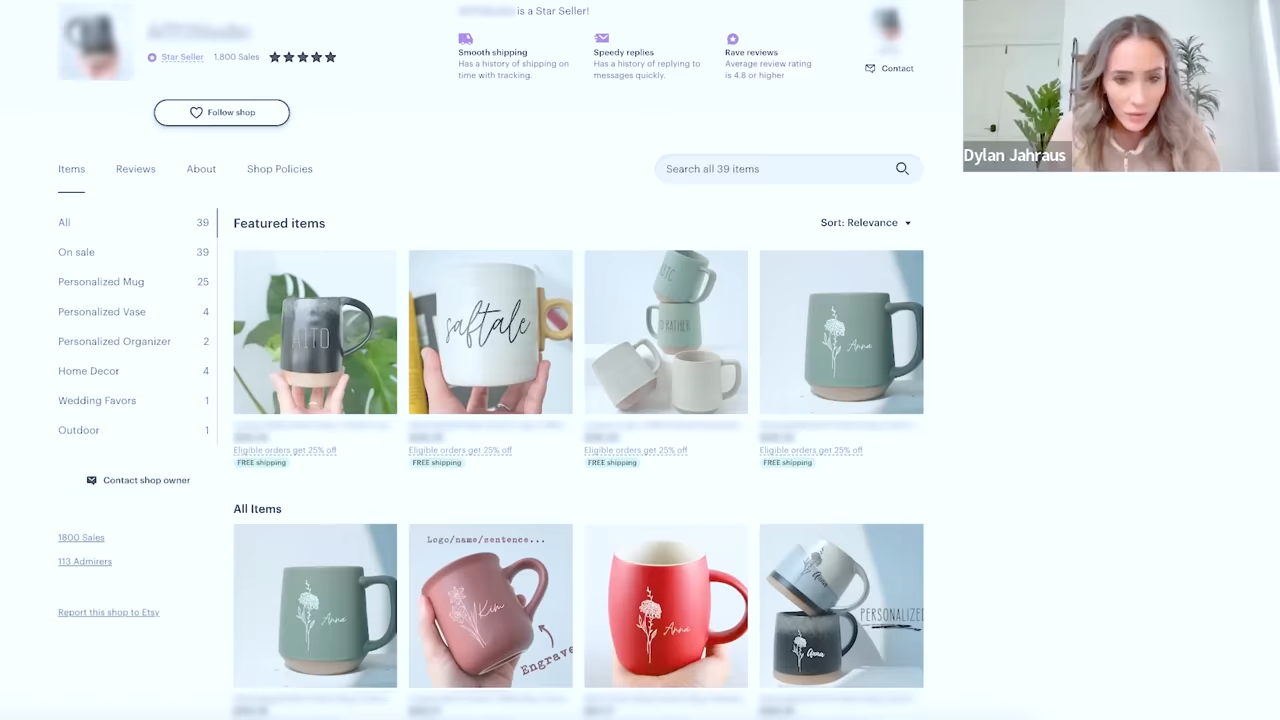 is a Star Seller!
Star Seller 1,800 Sales
Smooth shipping
Has a history of shipping on
time with tracking.
Speedy replies
Has a history of replying to
messages quickly.
Rave reviews
Average review rating
is 4.8 or higher
Contact
Follow shop
Dylan Jahraus
Items Reviews About Shop Policies
Search all 39 items
All 39
On sale 39
Personalized Mug 25
Personalized Vase 4
Personalized Organizer 2
Home Decor 4
Wedding Favors 1
Outdoor 1
Contact shop owner
1800 Sales
113 Admirers
Report this shop to Etsy
Featured items
Sort: Relevance
AITO
saftale
RATHER
Anna
Eligible orders get 25% off
FREE shipping
Eligible orders get 25% off
FREE shipping
Eligible orders get 25% off
FREE shipping
Eligible orders get 25% off
FREE shipping
All Items
Anna
Logo/name/sentence...
Kim
Engrave
Anna
Anna
PERSONALIZED
Anna